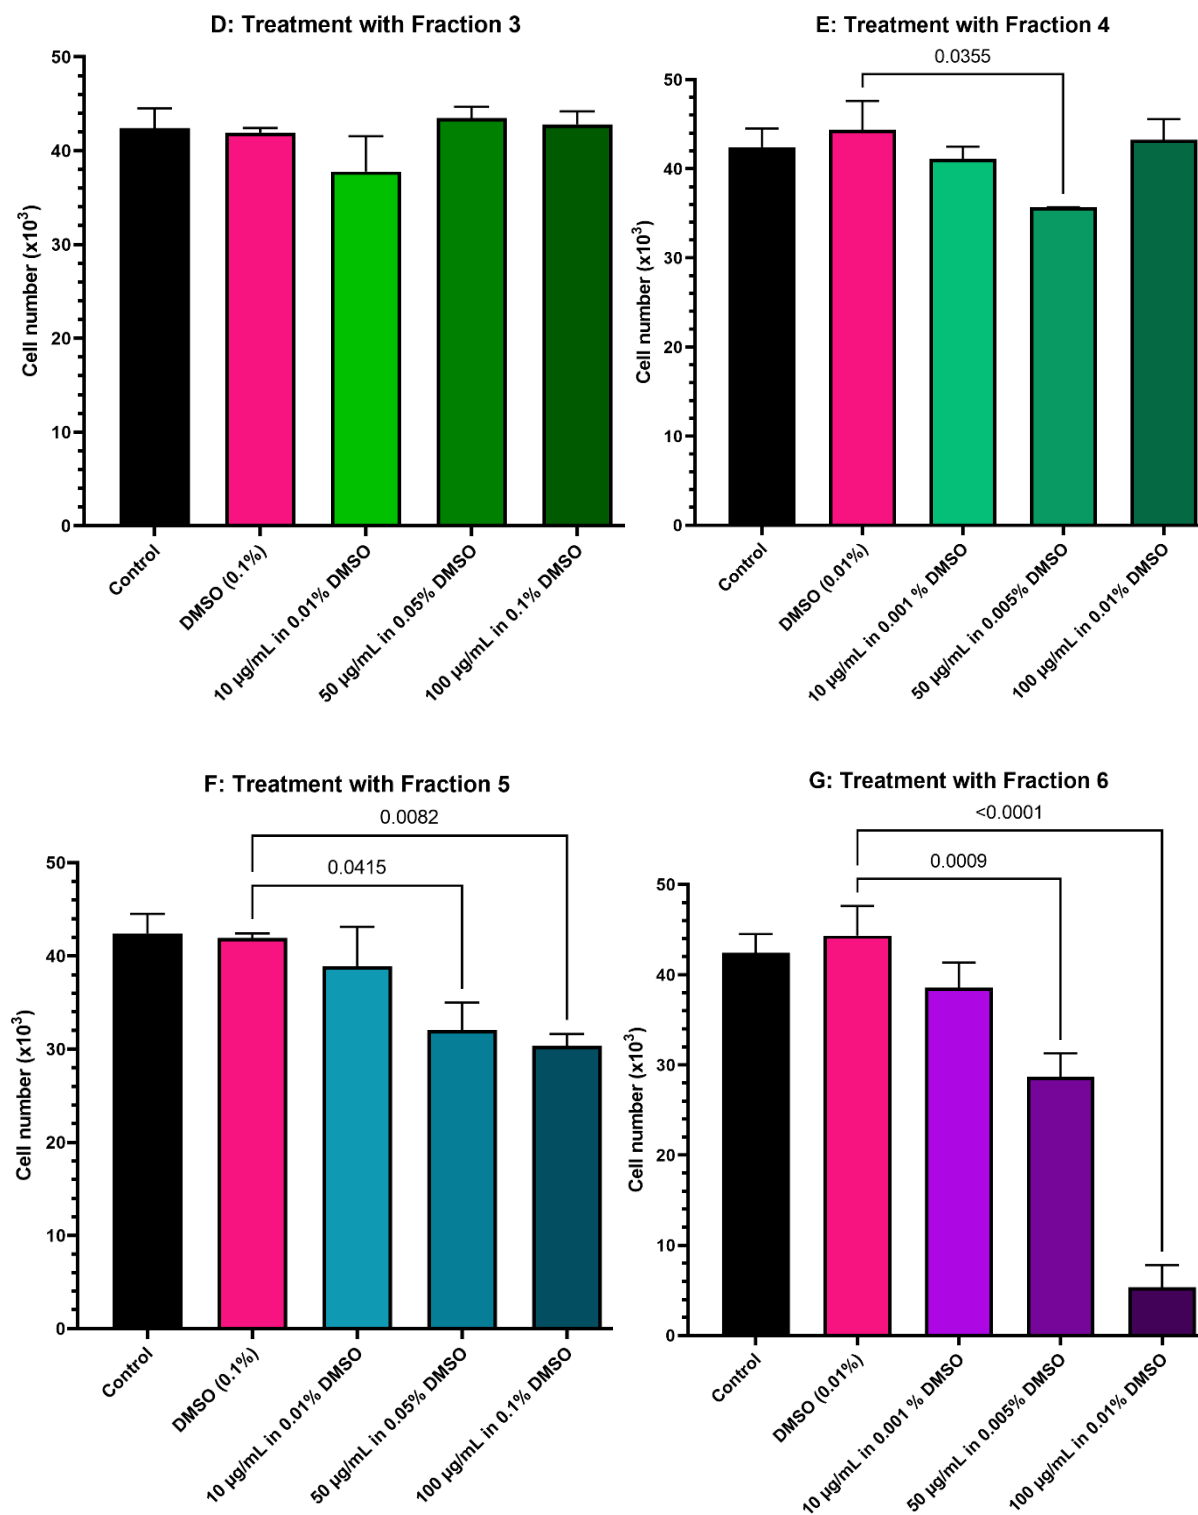 D: Treatment with Fraction 3
50
40
30
20
10
0
Cell number (x10³)
Control
DMSO (0.1%)
10 µg/mL in 0.01% DMSO
50 µg/mL in 0.05% DMSO
100 µg/mL in 0.1% DMSO
E: Treatment with Fraction 4
0.0355
50
40
30
20
10
0
Cell number (x10³)
Control
DMSO (0.01%)
10 µg/mL in 0.001 % DMSO
50 µg/mL in 0.005% DMSO
100 µg/mL in 0.01% DMSO
F: Treatment with Fraction 5
0.0082
0.0415
50
40
30
20
10
0
Cell number (x10³)
Control
DMSO (0.1%)
10 µg/mL in 0.01% DMSO
50 µg/mL in 0.05% DMSO
100 µg/mL in 0.1% DMSO
G: Treatment with Fraction 6
<0.0001
0.0009
50
40
30
20
10
0
Cell number (x10³)
Control
DMSO (0.01%)
10 µg/mL in 0.001 % DMSO
50 µg/mL in 0.005% DMSO
100 µg/mL in 0.01% DMSO